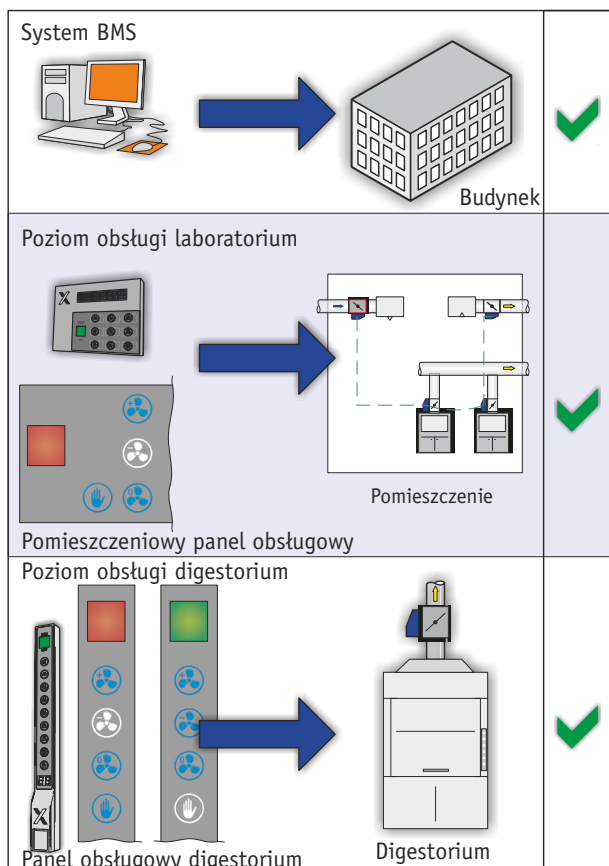 System BMS
Budynek
Poziom obsługi laboratorium
Pomieszczenie
Pomieszczeniowy panel obsługowy
Poziom obsługi digestorium
Panel obsługowy digestorium
Digestorium